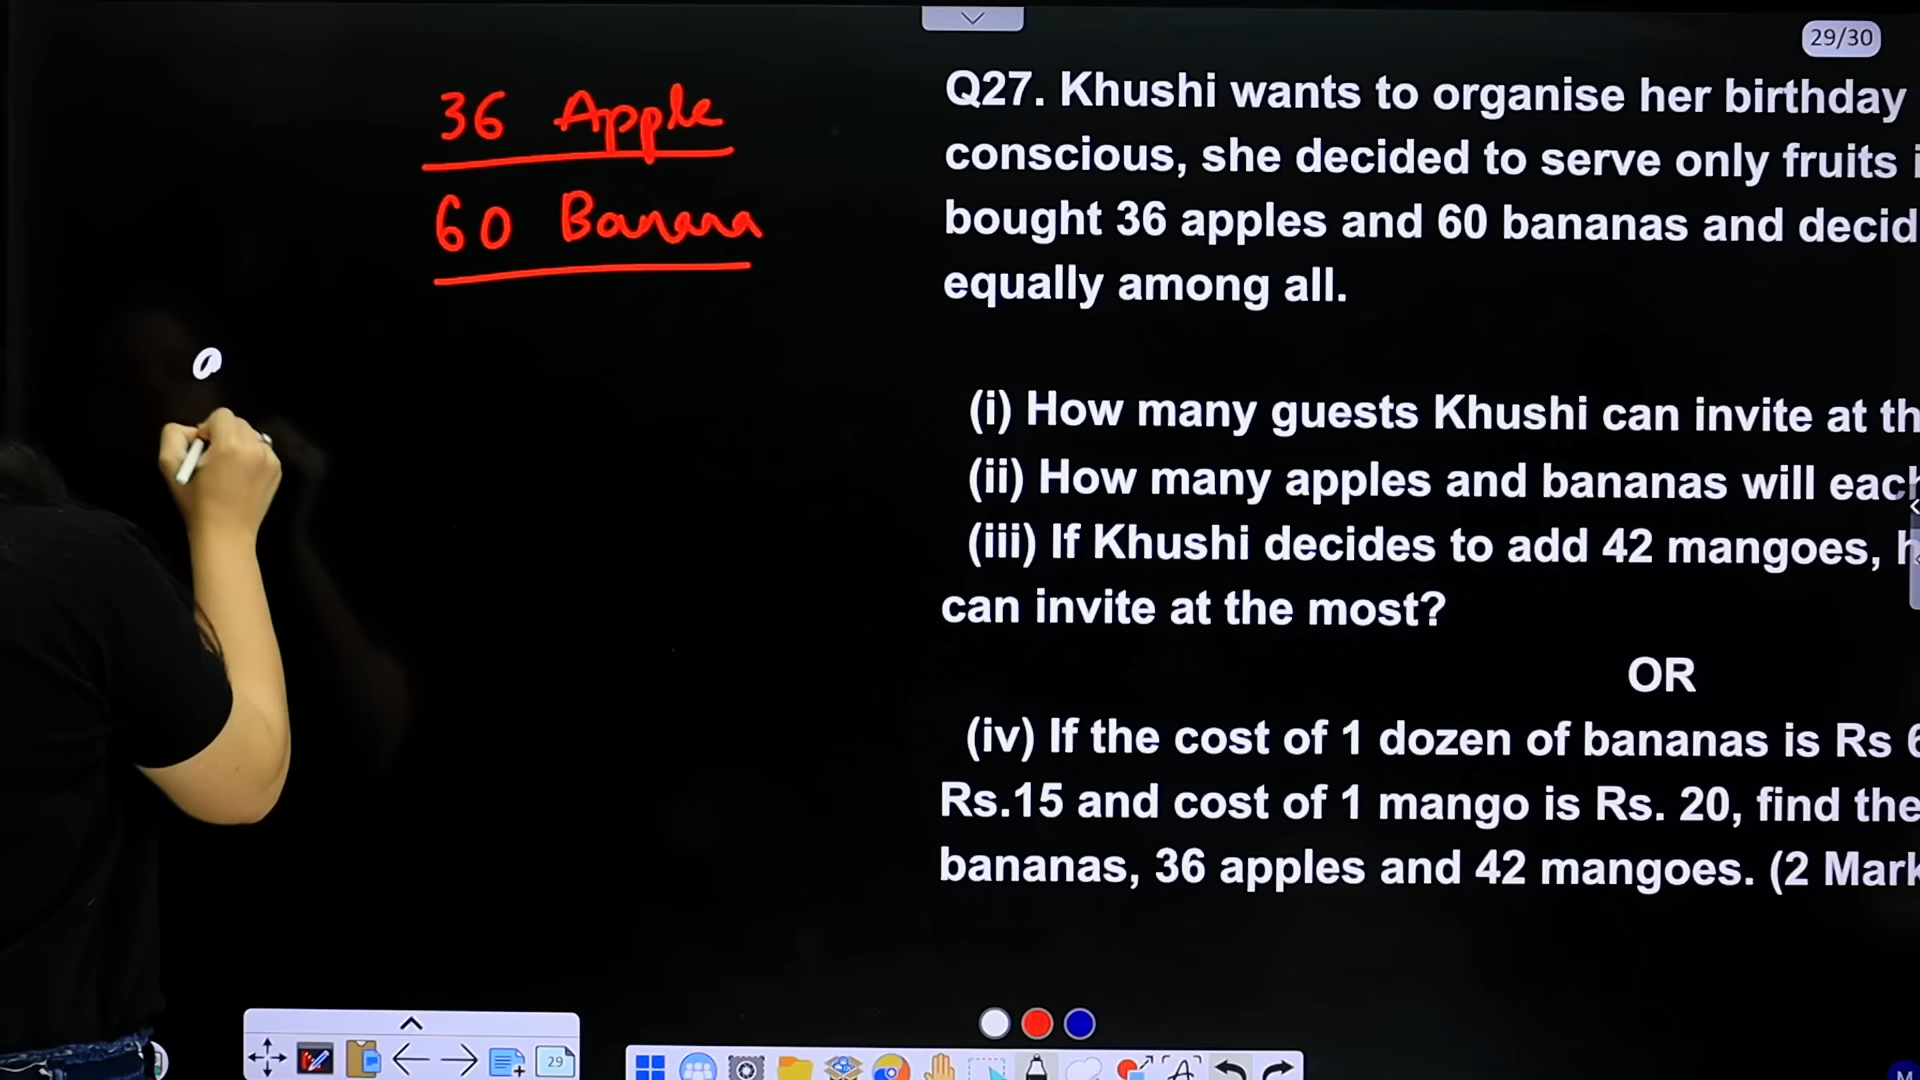 29/30
36 Apple
60 Banana
Q27. Khushi wants to organise her birthday
conscious, she decided to serve only fruits
bought 36 apples and 60 bananas and decid
equally among all.
(i) How many guests Khushi can invite at th
(ii) How many apples and bananas will each
(iii) If Khushi decides to add 42 mangoes, h
can invite at the most?
OR
(iv) If the cost of 1 dozen of bananas is Rs 6
Rs.15 and cost of 1 mango is Rs. 20, find the
bananas, 36 apples and 42 mangoes. (2 Mark
29